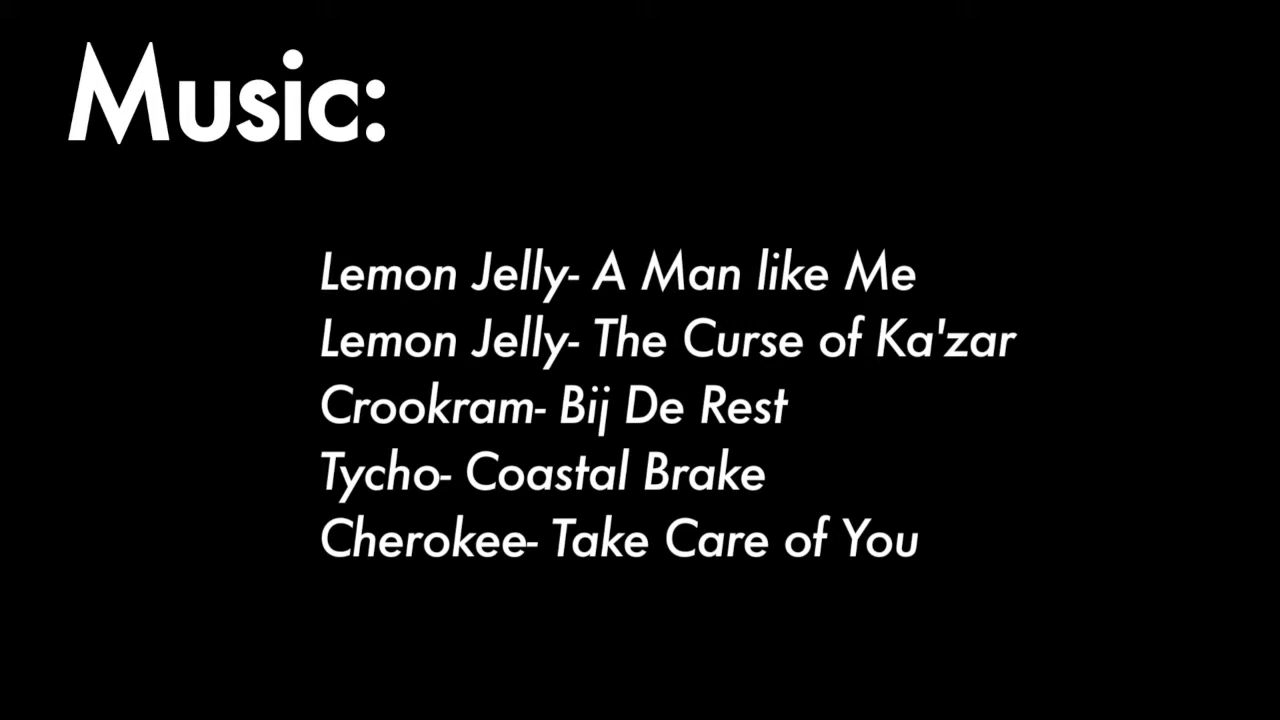 Music:
Lemon Jelly- A Man like Me
Lemon Jelly- The Curse of Ka'zar
Crookram- Bij De Rest
Tycho- Coastal Brake
Cherokee- Take Care of You